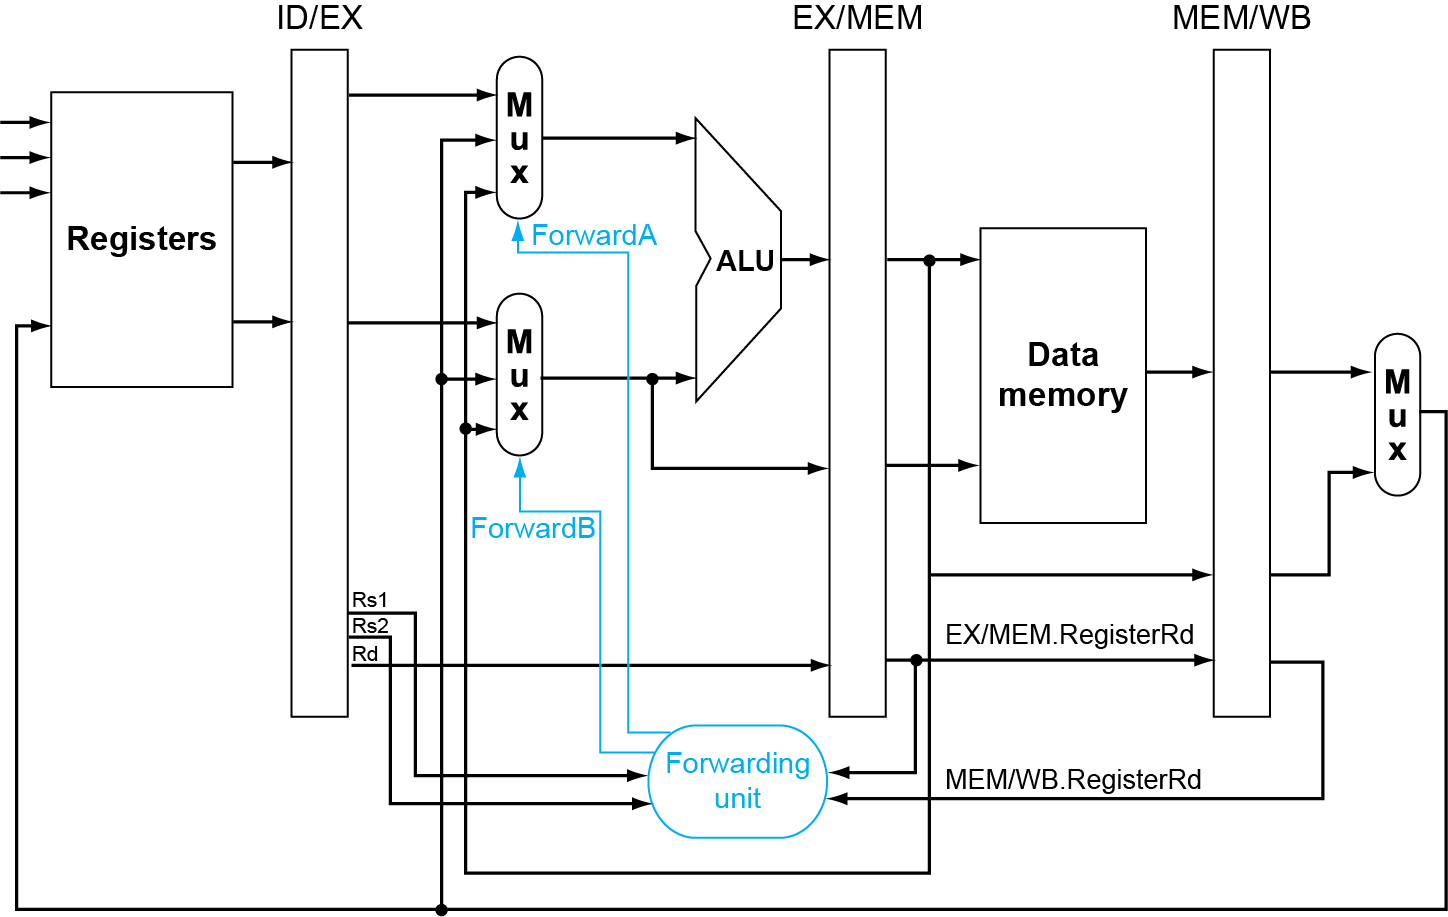 ID/EX
EX/MEM
MEM/WB
Registers
M
u
x
ForwardA
ALU
M
u
x
ForwardB
Data
memory
M
u
x
Rs1
Rs2
Rd
EX/MEM.RegisterRd
Forwarding
unit
MEM/WB.RegisterRd